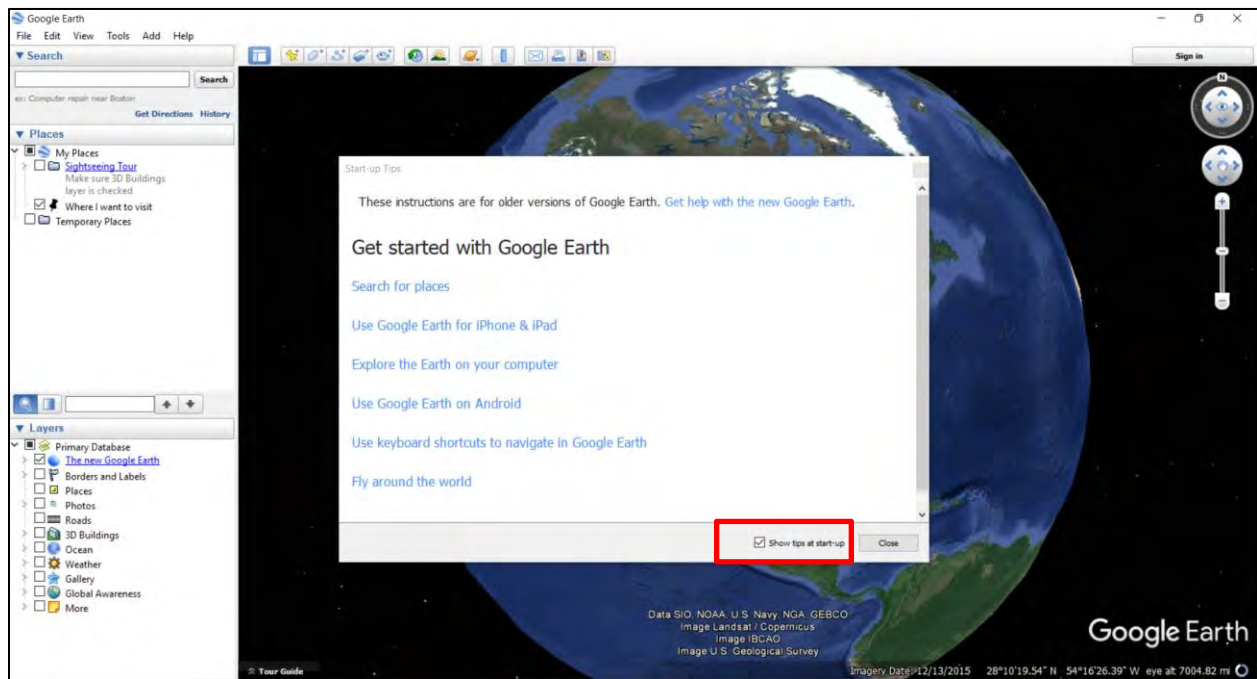 Google Earth
File Edit View Tools Add Help
Search
Sign in
Search
ex: Computer repair near Boston
Get Directions History
Places
My Places
Sightseeing Tour
Make sure 3D Buildings
layer is checked
Where I want to visit
Temporary Places
Layers
Primary Database
The new Google Earth
Borders and Labels
Places
Photos
Roads
3D Buildings
Ocean
Weather
Gallery
Global Awareness
More
Start-up Tips
These instructions are for older versions of Google Earth. Get help with the new Google Earth.
Get started with Google Earth
Search for places
Use Google Earth for iPhone & iPad
Explore the Earth on your computer
Use Google Earth on Android
Use keyboard shortcuts to navigate in Google Earth
Fly around the world
Show tips at start-up Close
N
Data SIO, NOAA, U.S. Navy, NGA, GEBCO
Image Landsat / Copernicus
Image IBCAO
Image U.S. Geological Survey
Google Earth
Tour Guide
Imagery Date: 12/13/2015 28°10'19.54" N 54°16'26.39" W eye alt 7004.82 mi